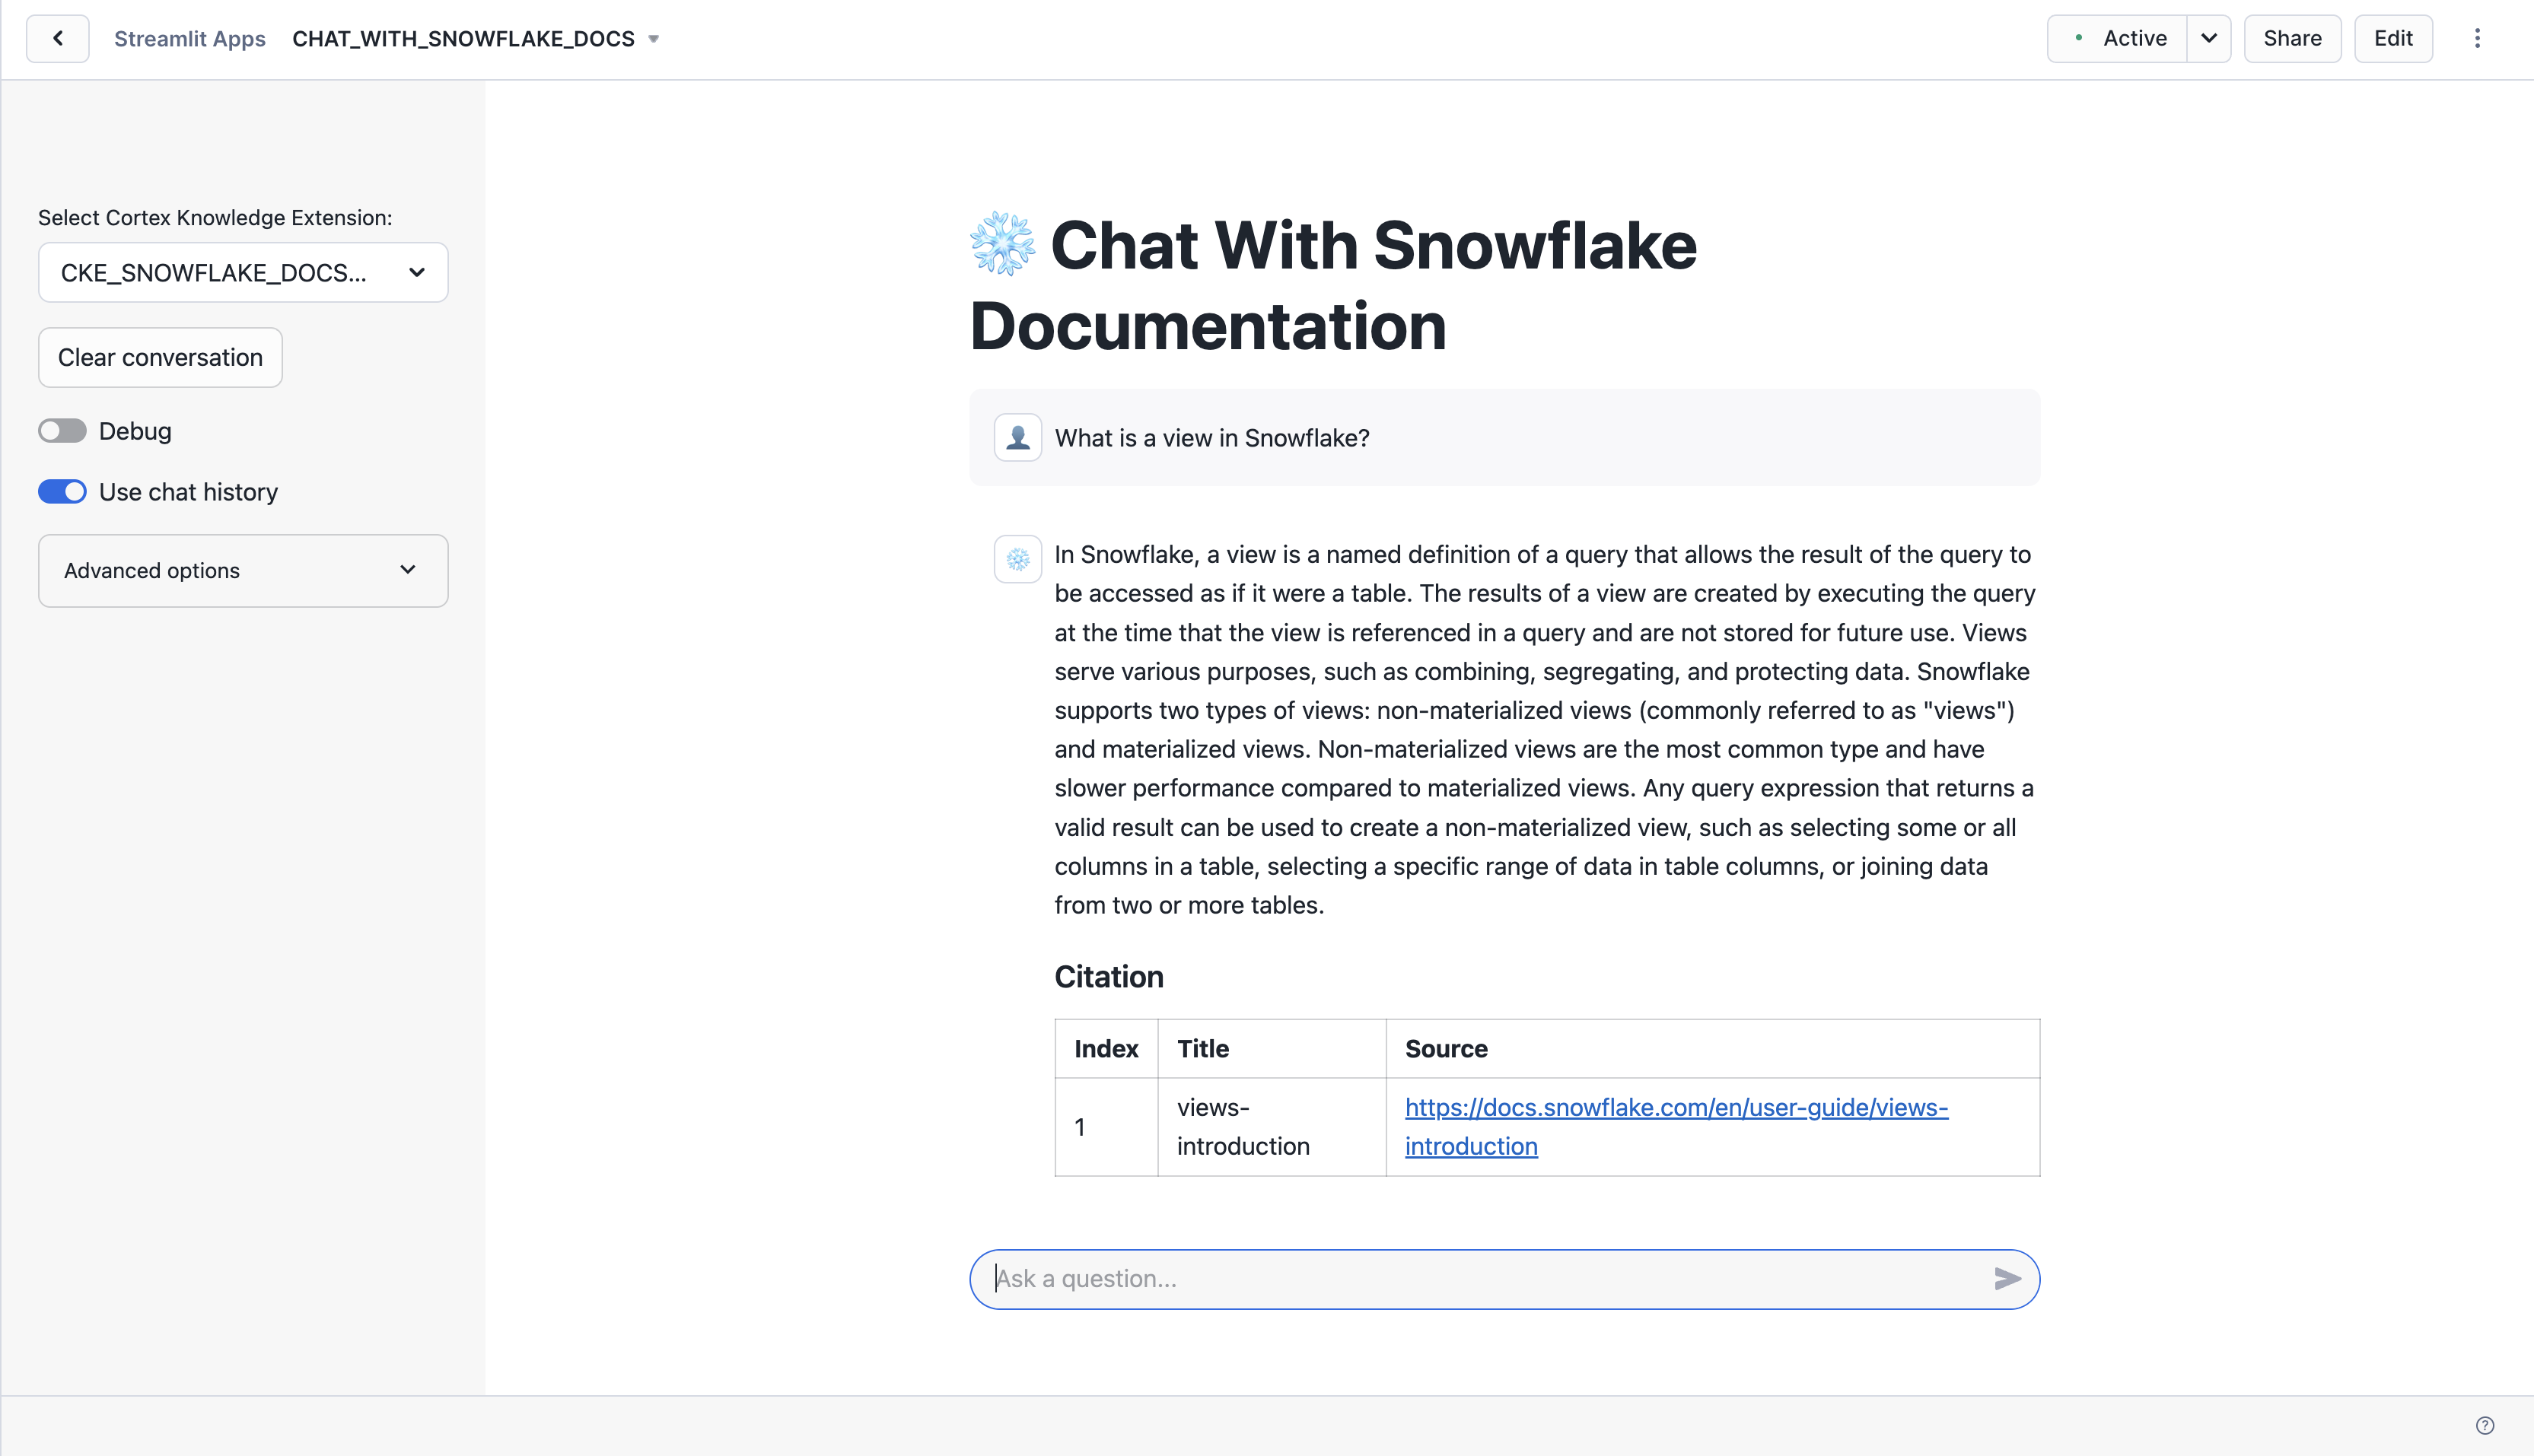 Streamlit Apps CHAT_WITH_SNOWFLAKE_DOCS
Active
Share
Edit
Select Cortex Knowledge Extension:
CKE_SNOWFLAKE_DOCS...
Clear conversation
Debug
Use chat history
Advanced options
Chat With Snowflake
Documentation
What is a view in Snowflake?
In Snowflake, a view is a named definition of a query that allows the result of the query to
be accessed as if it were a table. The results of a view are created by executing the query
at the time that the view is referenced in a query and are not stored for future use. Views
serve various purposes, such as combining, segregating, and protecting data. Snowflake
supports two types of views: non-materialized views (commonly referred to as "views")
and materialized views. Non-materialized views are the most common type and have
slower performance compared to materialized views. Any query expression that returns a
valid result can be used to create a non-materialized view, such as selecting some or all
columns in a table, selecting a specific range of data in table columns, or joining data
from two or more tables.
Citation
Index Title Source
1 views-introduction https://docs.snowflake.com/en/user-guide/views-introduction
Ask a question...